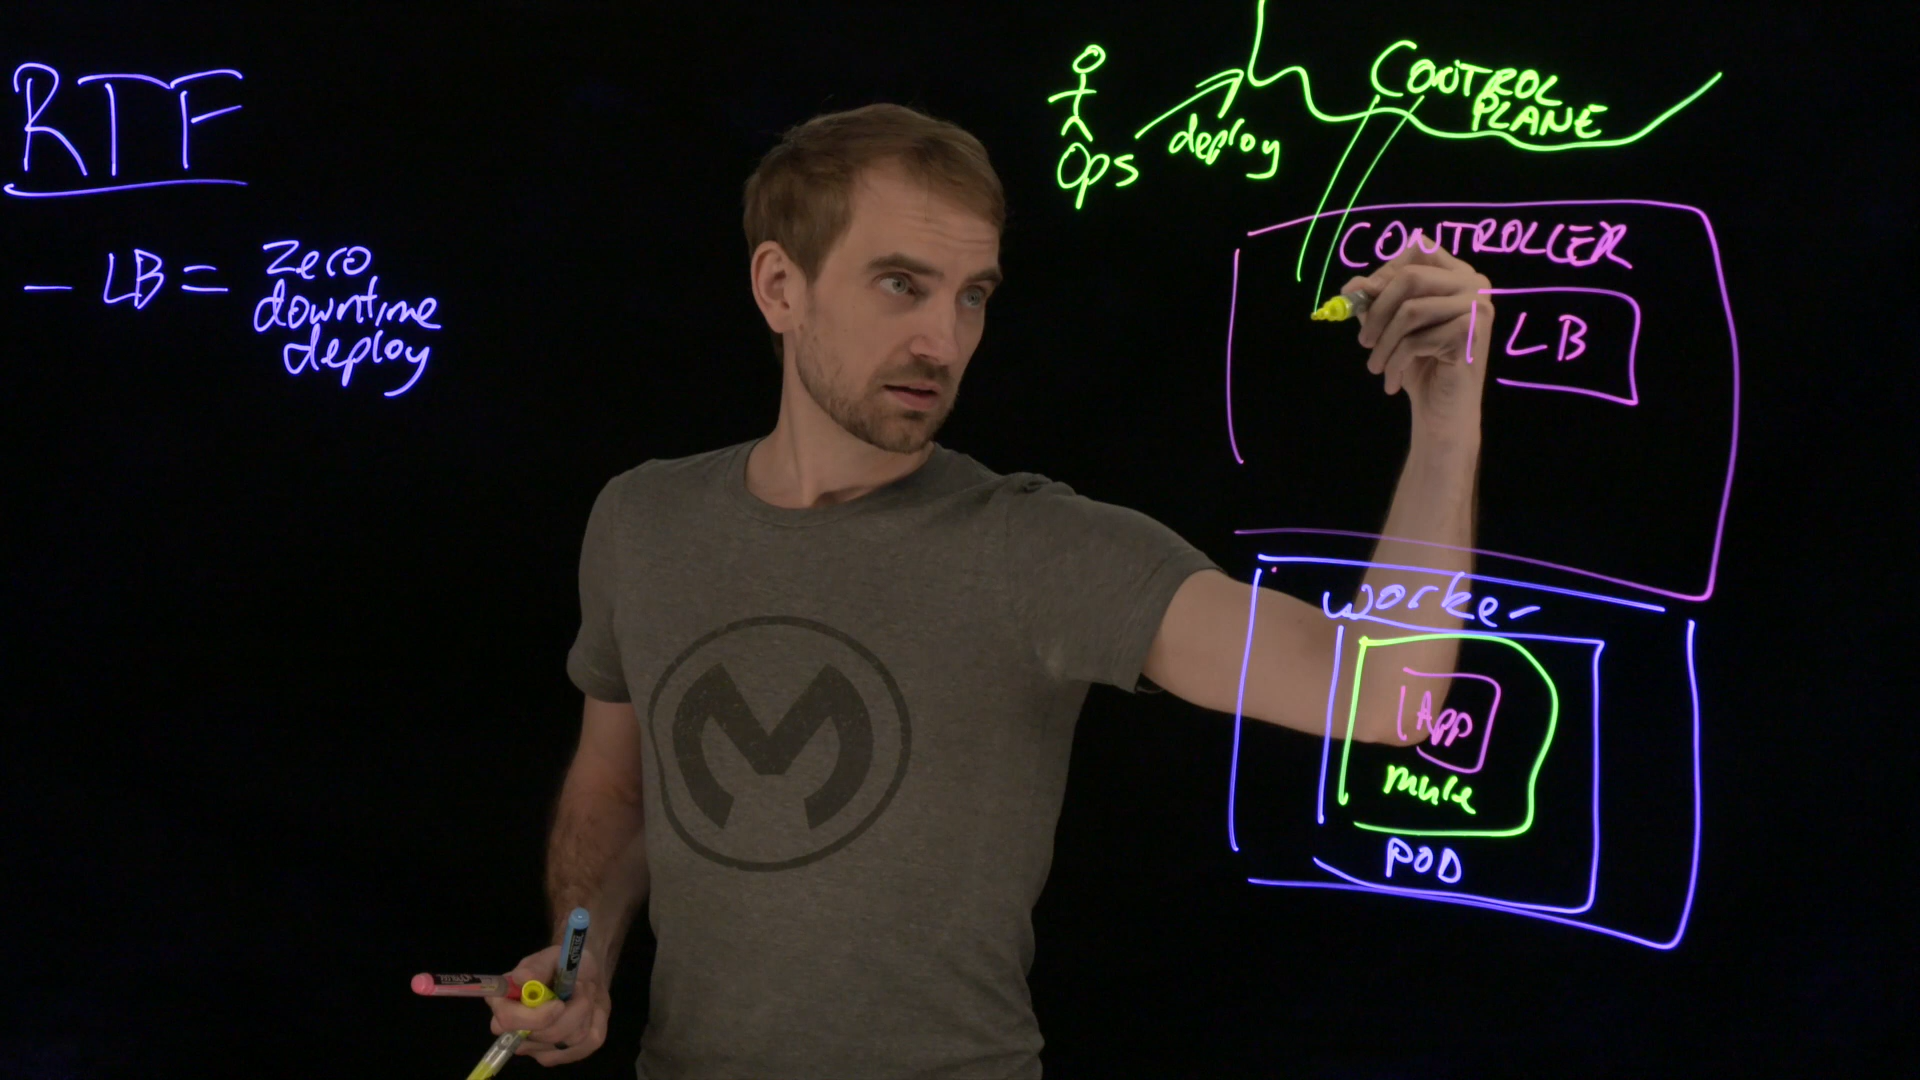 RTF
- LB = Zero
downtime
deploy
Ops
deploy
CONTROL
PLANE
CONTROLLER
LB
worker
App
mule
POD
M